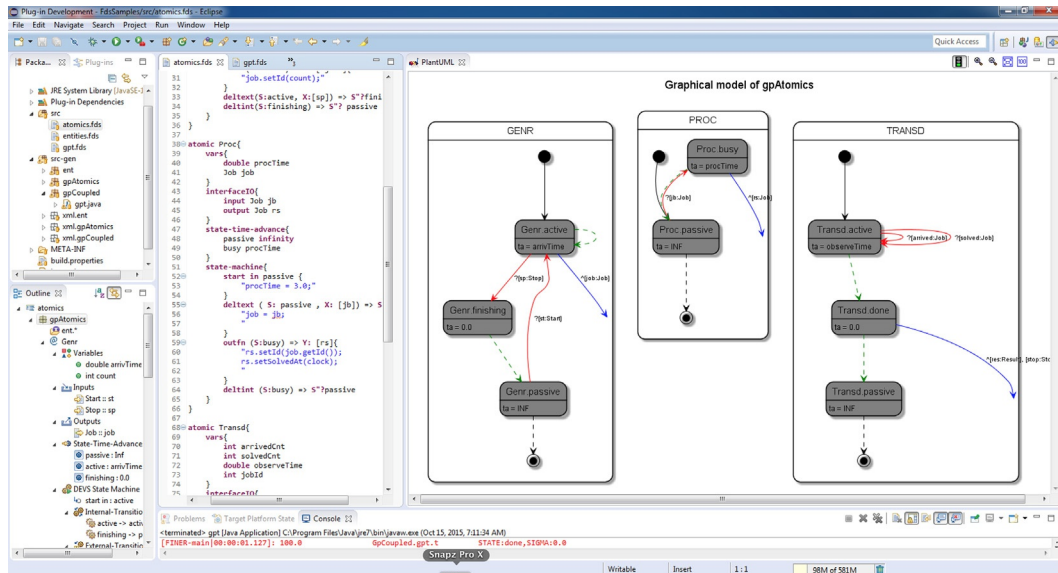 Plug-in Development - FdsSamples/src/atomics.fds - Eclipse
File Edit Navigate Search Project Run Window Help
Quick Access
Packa...
Plug-ins
JRE System Library [JavaSE-1
Plug-in Dependencies
src
atomics.fds
entities.fds
gpt.fds
src-gen
ent
gpAtomics
gpCoupled
gpt.java
xml.ent
xml.gpAtomics
xml.gpCoupled
META-INF
build.properties
Outline
atomics
gpAtomics
ent.*
Genr
Variables
double arrivTime
int count
Inputs
Start :: st
Stop :: sp
Outputs
Job :: job
State-Time-Advance
passive : Inf
active : arrivTime
finishing : 0.0
DEVS State Machine
start in : active
Internal-Transitio
active -> activ
finishing -> p
External-Transitio
atomics.fds
gpt.fds
31 "job.setId(count);"
32 }
33 deltext(S:active, X:[sp]) => S"?fini
34 deltint(S:finishing) => S"? passive
35 }
36 }
37
38 atomic Proc{
39 vars{
40 double procTime
41 Job job
42 }
43 interfaceIO{
44 input Job jb
45 output Job rs
46 }
47 state-time-advance{
48 passive infinity
49 busy procTime
50 }
51 state-machine{
52 start in passive {
53 "procTime = 3.0;"
54 }
55 deltext ( S: passive , X: [jb]) => S
56 "job = jb;
57 "
58 }
59 outfn (S:busy) => Y: [rs]{
60 "rs.setId(job.getId());
61 rs.setSolvedAt(clock);
62 "
63 }
64 deltint (S:busy) => S"?passive
65 }
66 }
67
68 atomic Transd{
69 vars{
70 int arrivedCnt
71 int solvedCnt
72 double observeTime
73 int jobId
74 }
75 interfaceIO{
PlantUML
Graphical model of gpAtomics
GENR
Genr.active
ta = arrivTime
?[sp:Stop]
^[job:Job]
Genr.finishing
ta = 0.0
?[st:Start]
Genr.passive
ta = INF
PROC
Proc.busy
ta = procTime
?[jb:Job]
^[rs:Job]
Proc.passive
ta = INF
TRANSD
Transd.active
ta = observeTime
?[arrived:Job]
?[solved:Job]
Transd.done
ta = 0.0
^[res:Result], [stop:Sto
Transd.passive
ta = INF
Problems
Target Platform State
Console
<terminated> gpt [Java Application] C:\Program Files\Java\jre7\bin\javaw.exe (Oct 15, 2015, 7:11:34 AM)
[FINER-main|00:00:01.127]: 100.0 GpCoupled.gpt.t STATE:done,SIGMA:0.0
Snapz Pro X
Writable
Insert
1 : 1
98M of 581M